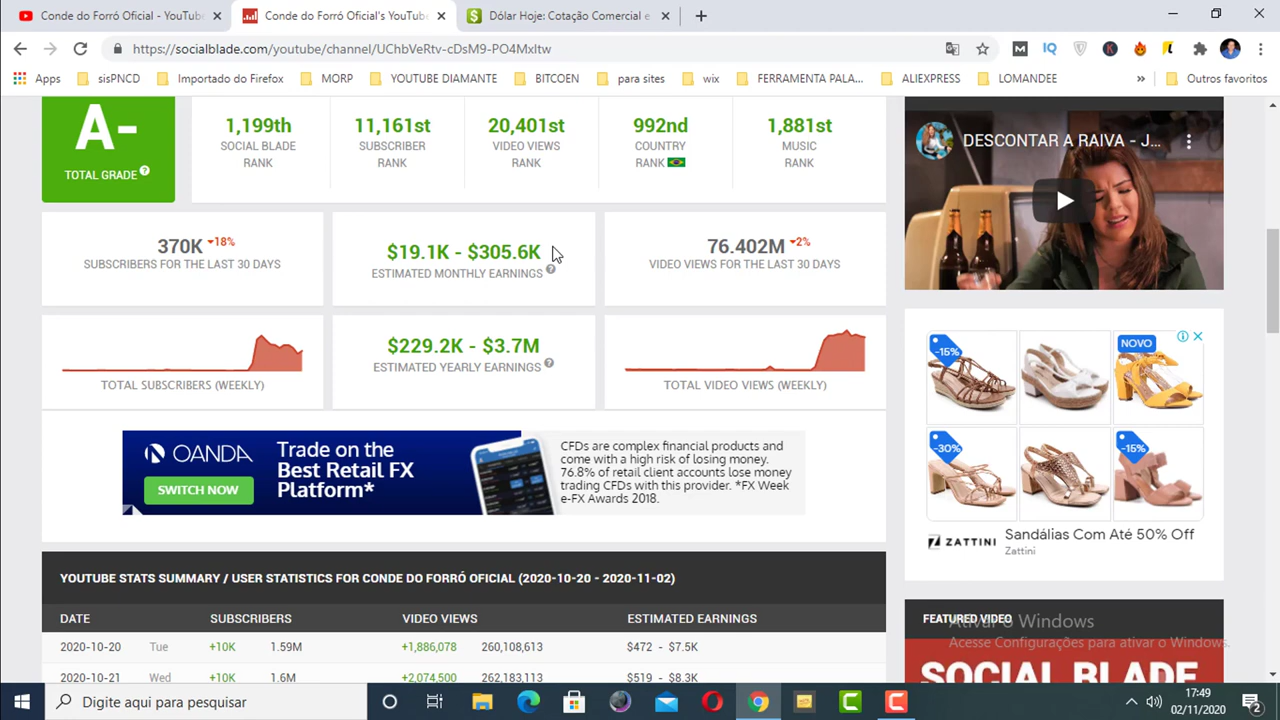 Conde do Forró Oficial - YouTub
Conde do Forró Oficial's YouTub
Dólar Hoje: Cotação Comercial e
https://socialblade.com/youtube/channel/UChbVeRtv-cDsM9-PO4MxItw
Apps
sisPNCD
Importado do Firefox
MORP
YOUTUBE DIAMANTE
BITCOEN
para sites
wix
FERRAMENTA PALA...
ALIEXPRESS
LOMANDEE
»
Outros favoritos
A-
TOTAL GRADE
1,199th
SOCIAL BLADE
RANK
11,161st
SUBSCRIBER
RANK
20,401st
VIDEO VIEWS
RANK
992nd
COUNTRY
RANK
1,881st
MUSIC
RANK
370K -18%
SUBSCRIBERS FOR THE LAST 30 DAYS
$19.1K - $305.6K
ESTIMATED MONTHLY EARNINGS
76.402M -2%
VIDEO VIEWS FOR THE LAST 30 DAYS
TOTAL SUBSCRIBERS (WEEKLY)
$229.2K - $3.7M
ESTIMATED YEARLY EARNINGS
TOTAL VIDEO VIEWS (WEEKLY)
OANDA
SWITCH NOW
Trade on the
Best Retail FX
Platform*
CFDs are complex financial products and
come with a high risk of losing money.
76.8% of retail client accounts lose money
trading CFDs with this provider. *FX Week
e-FX Awards 2018.
YOUTUBE STATS SUMMARY / USER STATISTICS FOR CONDE DO FORRÓ OFICIAL (2020-10-20 - 2020-11-02)
DATE SUBSCRIBERS VIDEO VIEWS ESTIMATED EARNINGS
2020-10-20 Tue +10K 1.59M +1,886,078 260,108,613 $472 - $7.5K
2020-10-21 Wed +10K 1.6M +2,074,500 262,183,113 $519 - $8.3K
DESCONTAR A RAIVA - J...
-15%
NOVO
-30%
-15%
ZATTINI
Sandálias Com Até 50% Off
Zattini
FEATURED VIDEO
Ativar o Windows
Acesse Configurações para ativar o Windows.
SOCIAL BLADE
Digite aqui para pesquisar
17:49
02/11/2020
2